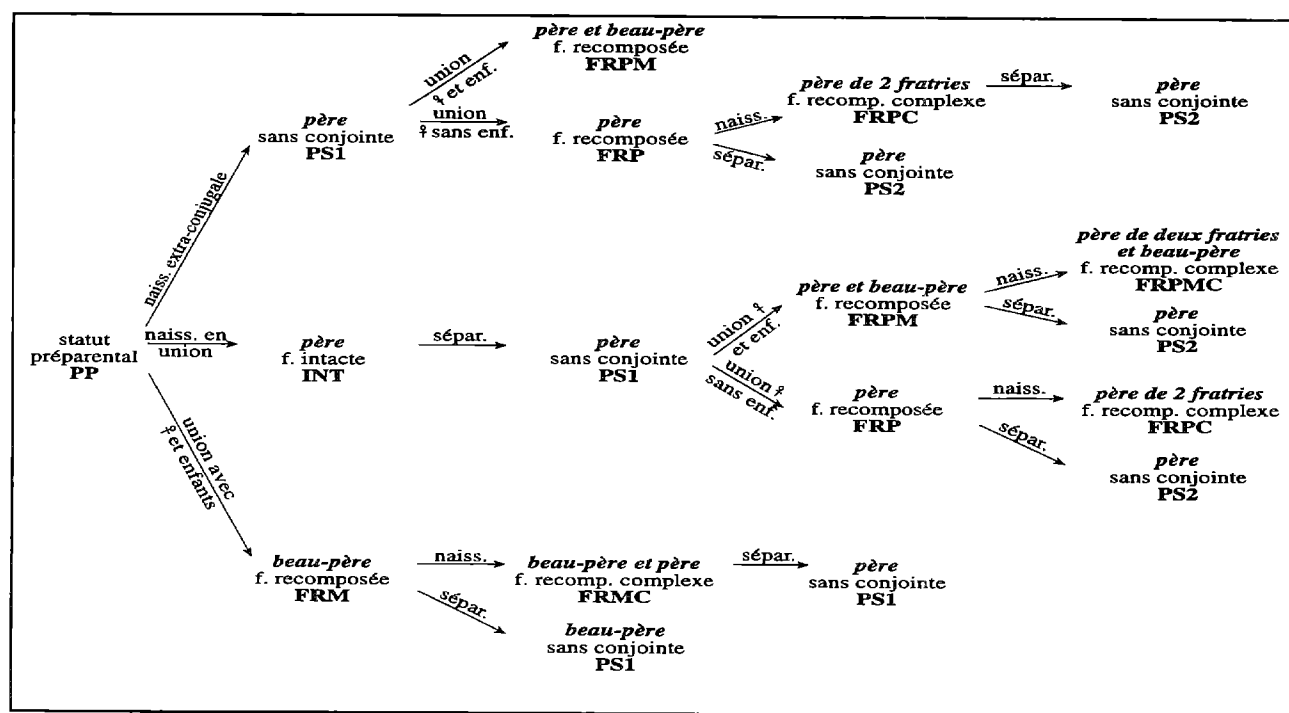 père et beau-père
f. recomposée
FRPM
union
♀ et enf.
union
♀ sans enf.
père
sans conjointe
PS1
père
f. recomposée
FRP
naiss.
sépar.
père de 2 fratries
f. recomp. complexe
FRPC
sépar.
père
sans conjointe
PS2
père
sans conjointe
PS2
naiss. extra-conjugale
statut
préparental
PP
naiss. en
union
père
f. intacte
INT
sépar.
père
sans conjointe
PS1
union ♀
et enf.
union ♀
sans enf.
père et beau-père
f. recomposée
FRPM
naiss.
sépar.
père de deux fratries
et beau-père
f. recomp. complexe
FRPMC
père
sans conjointe
PS2
père
f. recomposée
FRP
naiss.
sépar.
père de 2 fratries
f. recomp. complexe
FRPC
père
sans conjointe
PS2
union avec
♀ et enfants
beau-père
f. recomposée
FRM
naiss.
sépar.
beau-père et père
f. recomp. complexe
FRMC
sépar.
père
sans conjointe
PS1
beau-père
sans conjointe
PS1